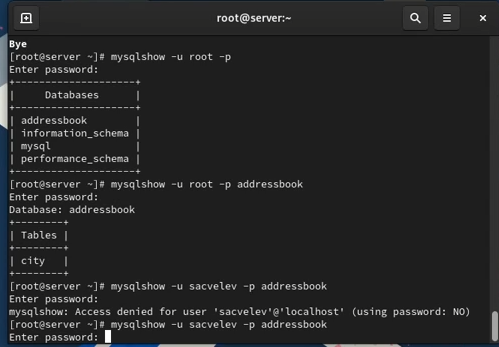 root@server:~
Bye
[root@server ~]# mysqlshow -u root -p
Enter password:
+--------------------+
|     Databases      |
+--------------------+
| addressbook        |
| information_schema |
| mysql              |
| performance_schema |
+--------------------+
[root@server ~]# mysqlshow -u root -p addressbook
Enter password:
Database: addressbook
+--------+
| Tables |
+--------+
| city   |
+--------+
[root@server ~]# mysqlshow -u sacvelev -p addressbook
Enter password:
mysqlshow: Access denied for user 'sacvelev'@'localhost' (using password: NO)
[root@server ~]# mysqlshow -u sacvelev -p addressbook
Enter password: